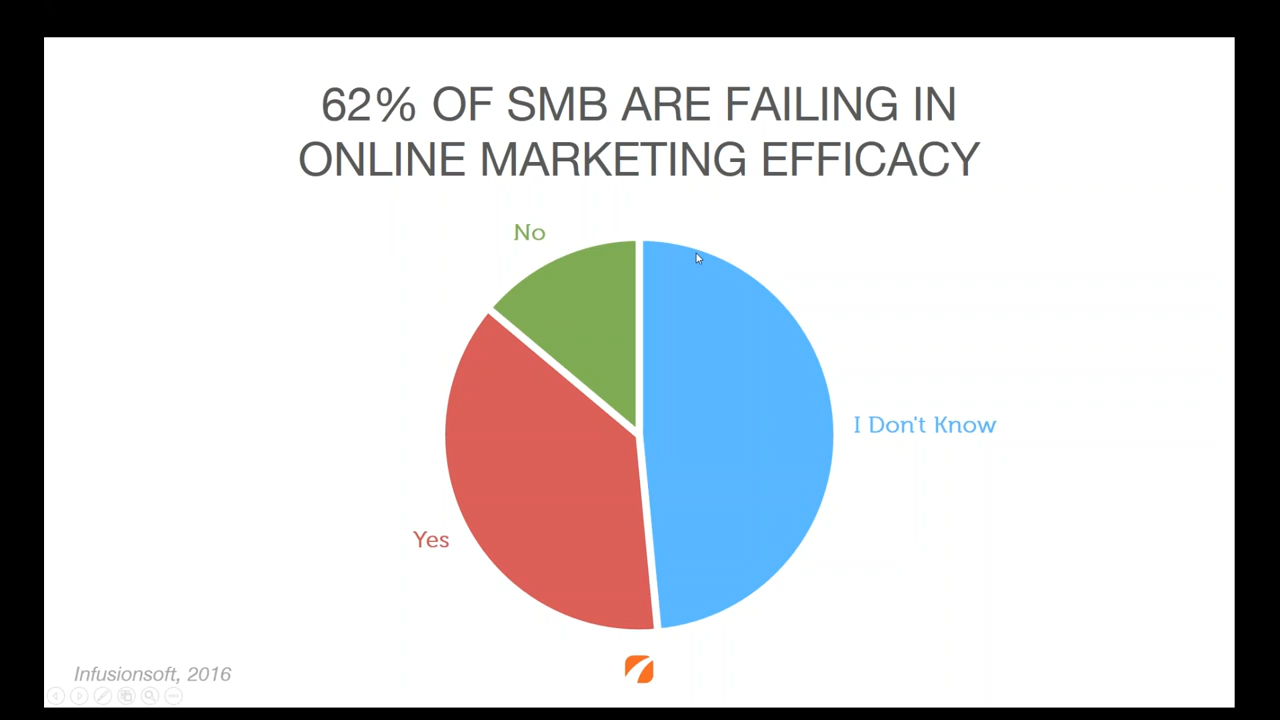 62% OF SMB ARE FAILING IN
ONLINE MARKETING EFFICACY
No
I Don't Know
Yes
Infusionsoft, 2016